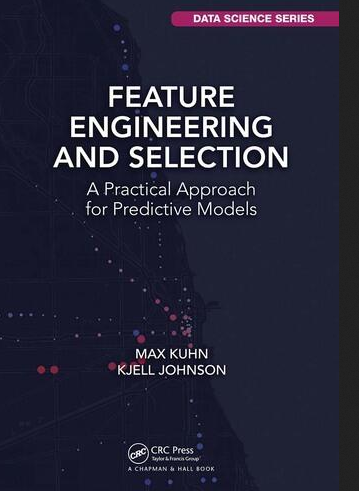 DATA SCIENCE SERIES
FEATURE
ENGINEERING
AND SELECTION
A Practical Approach
for Predictive Models
MAX KUHN
KJELL JOHNSON
CRC
CRC Press
Taylor & Francis Group
A CHAPMAN & HALL BOOK